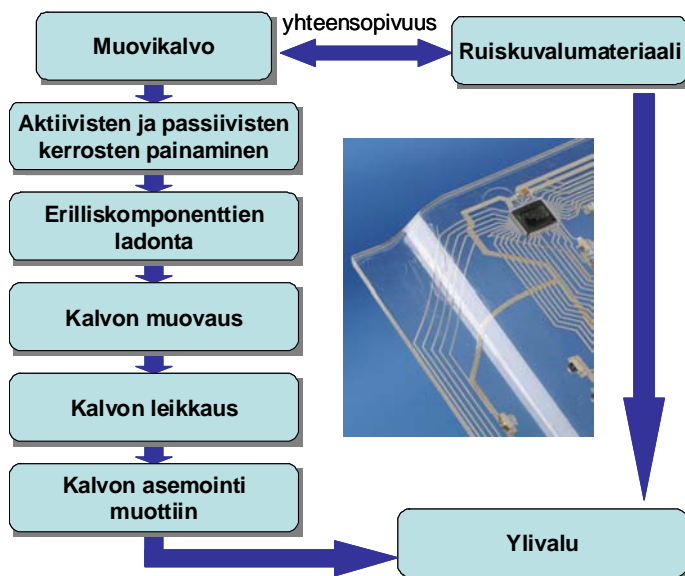 yhteensopivuus
Muovikalvo
Ruiskuvalumateriaali
Aktiivisten ja passiivisten
kerrosten painaminen
Erilliskomponenttien
ladonta
Kalvon muovaus
Kalvon leikkaus
Kalvon asemointi
muottiin
Ylivalu